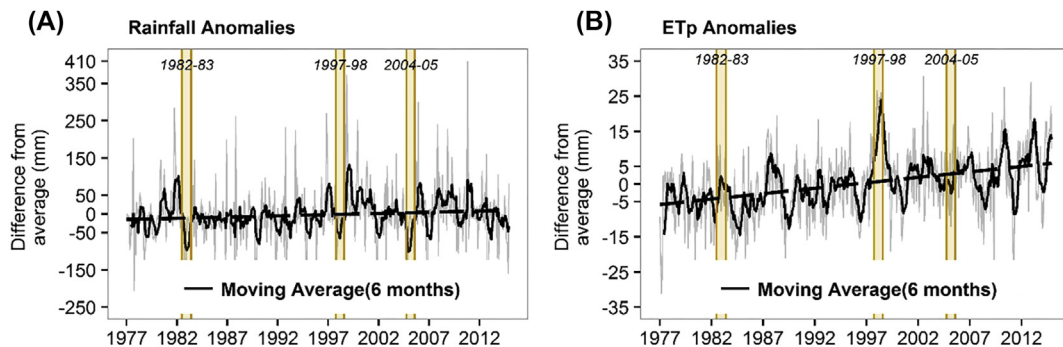 (A)
Rainfall Anomalies
Difference from
average (mm)
410
350
250
150
50
0
-50
-150
-250
1982-83
1997-98
2004-05
Moving Average(6 months)
1977 1982 1987 1992 1997 2002 2007 2012
(B)
ETp Anomalies
Difference from
average (mm)
35
25
15
5
0
-5
-15
-25
-35
1982-83
1997-98
2004-05
Moving Average(6 months)
1977 1982 1987 1992 1997 2002 2007 2012